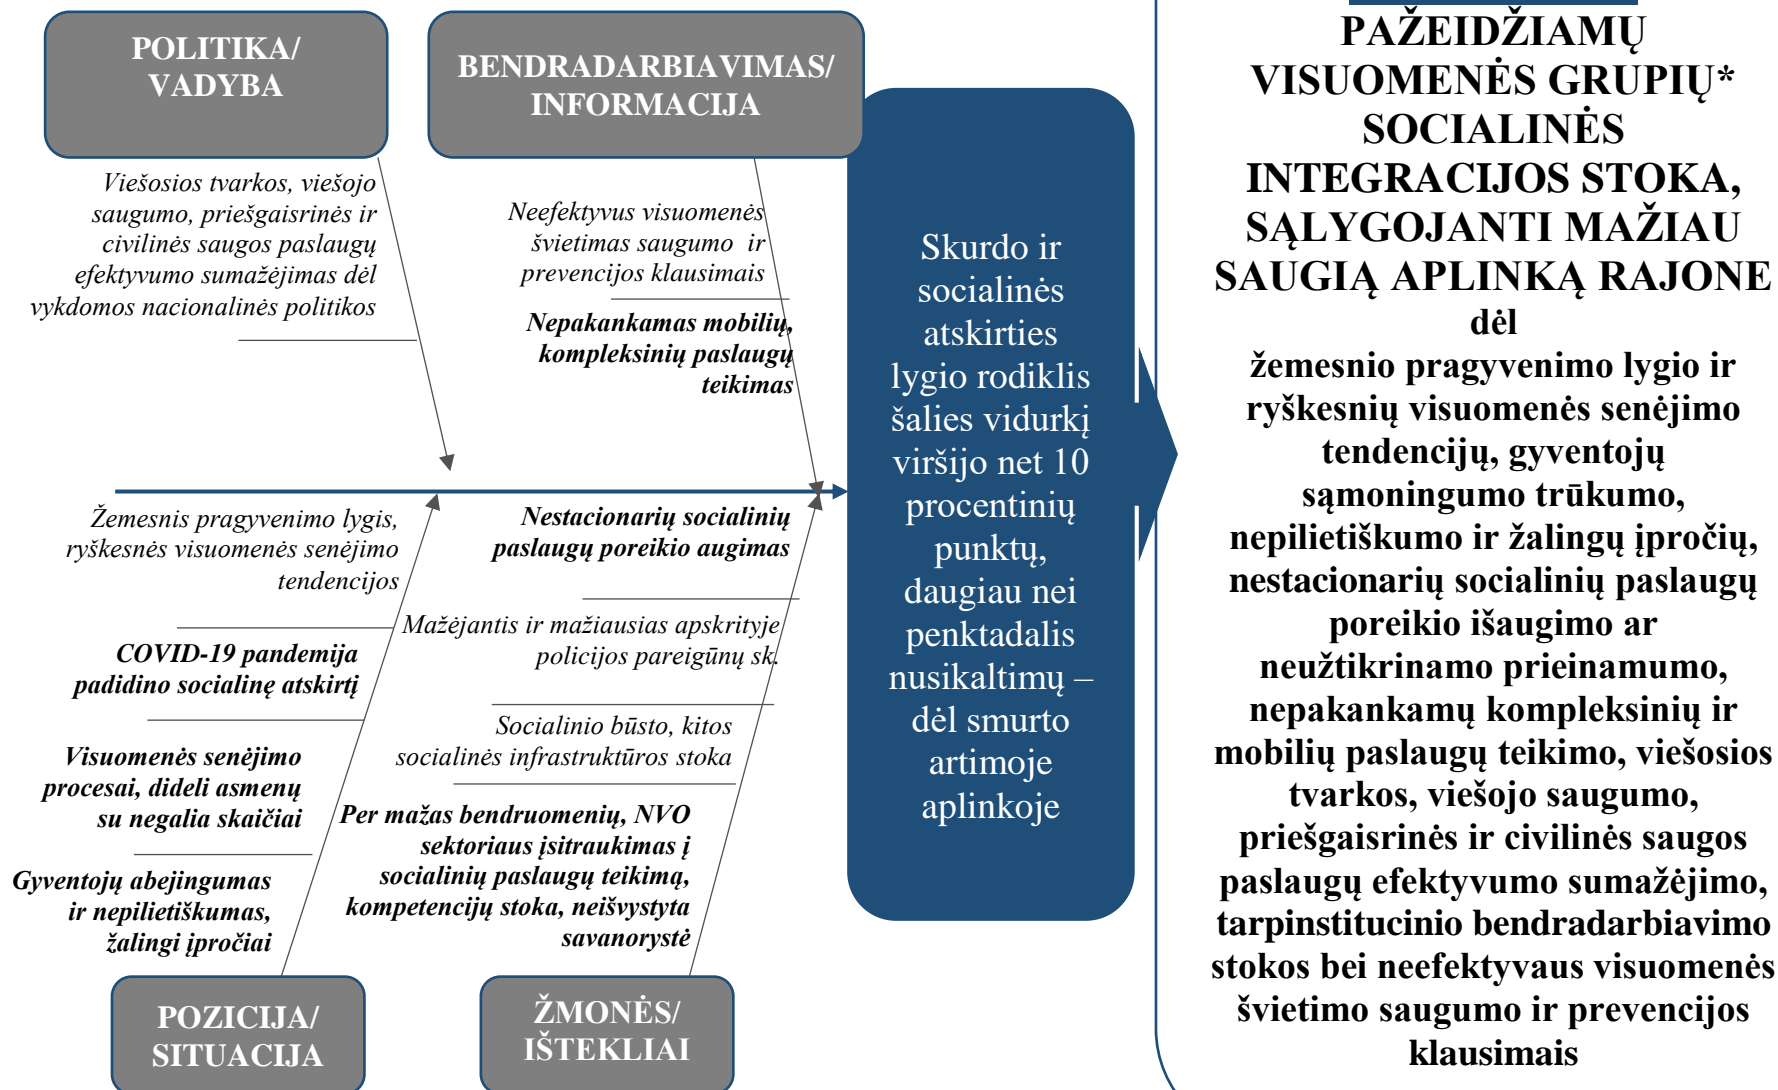 POLITIKA/
VADYBA
Viešosios tvarkos, viešojo
saugumo, priešgaisrinės ir
civilinės saugos paslaugų
efektyvumo sumažėjimas dėl
vykdomos nacionalinės politikos
BENDRADARBIAVIMAS/
INFORMACIJA
Neefektyvus visuomenės
švietimas saugumo ir
prevencijos klausimais
Nepakankamas mobilių,
kompleksinių paslaugų
teikimas
Žemesnis pragyvenimo lygis,
ryškesnės visuomenės senėjimo
tendencijos
COVID-19 pandemija
padidino socialinę atskirtį
Visuomenės senėjimo
procesai, dideli asmenų
su negalia skaičiai
Gyventojų abejingumas
ir nepilietiškumas,
žalingi įpročiai
POZICIJA/
SITUACIJA
Nestacionarių socialinių
paslaugų poreikio augimas
Mažėjantis ir mažiausias apskrityje
policijos pareigūnų sk.
Socialinio būsto, kitos
socialinės infrastruktūros stoka
Per mažas bendruomenių, NVO
sektoriaus įsitraukimas į
socialinių paslaugų teikimą,
kompetencijų stoka, neišvystyta
savanorystė
ŽMONĖS/
IŠTEKLIAI
Skurdo ir
socialinės
atskirties
lygio rodiklis
šalies vidurkį
viršijo net 10
procentinių
punktų,
daugiau nei
penktadalis
nusikaltimų –
dėl smurto
artimoje
aplinkoje
PAŽEIDŽIAMŲ
VISUOMENĖS GRUPIŲ*
SOCIALINĖS
INTEGRACIJOS STOKA,
SĄLYGOJANTI MAŽIAU
SAUGIĄ APLINKĄ RAJONE
dėl
žemesnio pragyvenimo lygio ir
ryškesnių visuomenės senėjimo
tendencijų, gyventojų
sąmoningumo trūkumo,
nepilietiškumo ir žalingų įpročių,
nestacionarių socialinių paslaugų
poreikio išaugimo ar
neužtikrinamo prieinamumo,
nepakankamų kompleksinių ir
mobilių paslaugų teikimo, viešosios
tvarkos, viešojo saugumo,
priešgaisrinės ir civilinės saugos
paslaugų efektyvumo sumažėjimo,
tarpinstitucinio bendradarbiavimo
stokos bei neefektyvaus visuomenės
švietimo saugumo ir prevencijos
klausimais